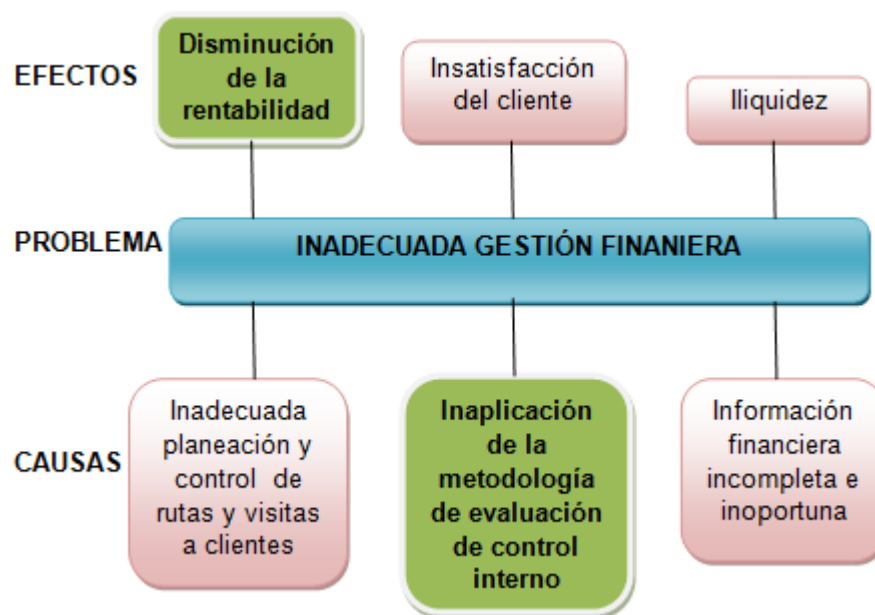 EFECTOS
Disminución
de la
rentabilidad
Insatisfacción
del cliente
Iliquidez
PROBLEMA
INADECUADA GESTIÓN FINANIERA
CAUSAS
Inadecuada
planeación y
control de
rutas y visitas
a clientes
Inaplicación
de la
metodología
de evaluación
de control
interno
Información
financiera
incompleta e
inoportuna